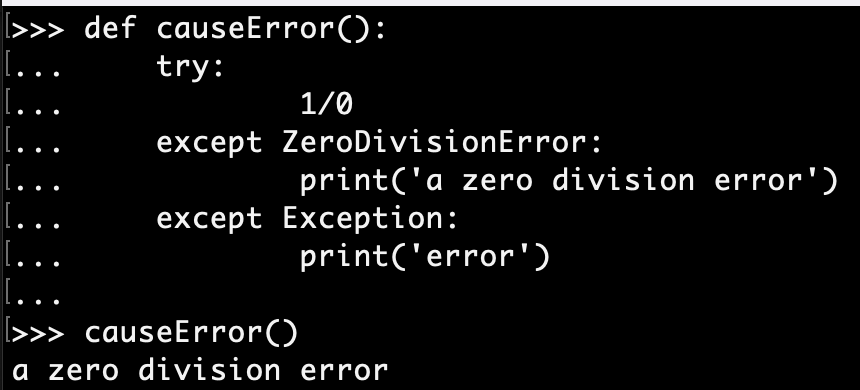 [>>> def causeError():
[...     try:
[...             1/0
[...     except ZeroDivisionError:
[...             print('a zero division error')
[...     except Exception:
[...             print('error')
[...
[>>> causeError()
a zero division error